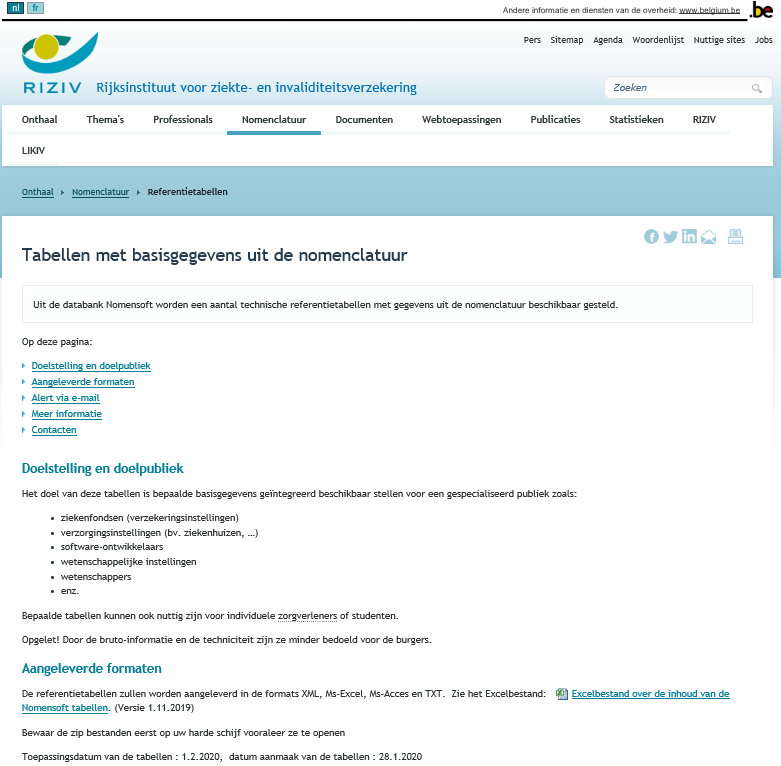 nl fr
Andere informatie en diensten van de overheid: www.belgium.be
.be
Pers Sitemap Agenda Woordenlijst Nuttige sites Jobs
RIZIV Rijksinstituut voor ziekte- en invaliditeitsverzekering
Zoeken
Onthaal Thema's Professionals Nomenclatuur Documenten Webtoepassingen Publicaties Statistieken RIZIV
LIKIV
Onthaal Nomenclatuur Referentietabellen
Tabellen met basisgegevens uit de nomenclatuur
Uit de databank Nomensoft worden een aantal technische referentietabellen met gegevens uit de nomenclatuur beschikbaar gesteld.
Op deze pagina:
Doelstelling en doelpubliek
Aangeleverde formaten
Alert via e-mail
Meer informatie
Contacten
Doelstelling en doelpubliek
Het doel van deze tabellen is bepaalde basisgegevens geïntegreerd beschikbaar stellen voor een gespecialiseerd publiek zoals:
• ziekenfondsen (verzekeringsinstellingen)
• verzorgingsinstellingen (bv. ziekenhuizen, …)
• software-ontwikkelaars
• wetenschappelijke instellingen
• wetenschappers
• enz.
Bepaalde tabellen kunnen ook nuttig zijn voor individuele zorgverleners of studenten.
Opgelet! Door de bruto-informatie en de techniciteit zijn ze minder bedoeld voor de burgers.
Aangeleverde formaten
De referentietabellen zullen worden aangeleverd in de formats XML, Ms-Excel, Ms-Acces en TXT. Zie het Excelbestand: Excelbestand over de inhoud van de
Nomensoft tabellen. (Versie 1.11.2019)
Bewaar de zip bestanden eerst op uw harde schijf vooraleer ze te openen
Toepassingsdatum van de tabellen : 1.2.2020, datum aanmaak van de tabellen : 28.1.2020